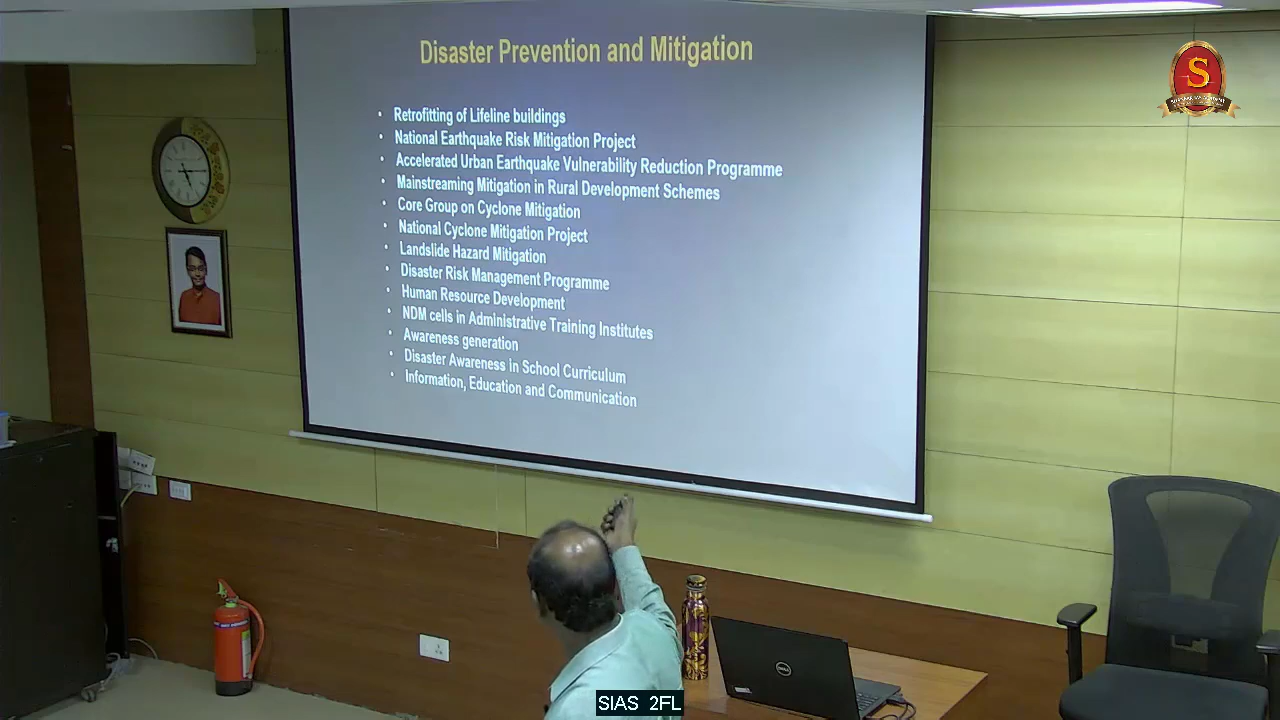 Disaster Prevention and Mitigation
• Retrofitting of Lifeline buildings
• National Earthquake Risk Mitigation Project
• Accelerated Urban Earthquake Vulnerability Reduction Programme
• Mainstreaming Mitigation in Rural Development Schemes
• Core Group on Cyclone Mitigation
• National Cyclone Mitigation Project
• Landslide Hazard Mitigation
• Disaster Risk Management Programme
• Human Resource Development
• NDM cells in Administrative Training Institutes
• Awareness generation
• Disaster Awareness in School Curriculum
• Information, Education and Communication
S
DELL
SIAS 2FL